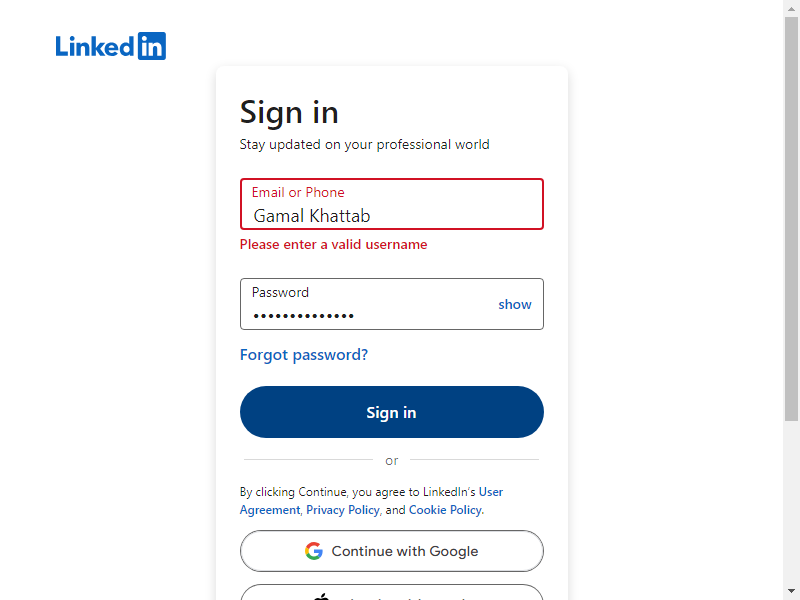 Linked in
Sign in
Stay updated on your professional world
Email or Phone
Gamal Khattab
Please enter a valid username
Password
show
Forgot password?
Sign in
or
By clicking Continue, you agree to LinkedIn's User
Agreement, Privacy Policy, and Cookie Policy.
Continue with Google